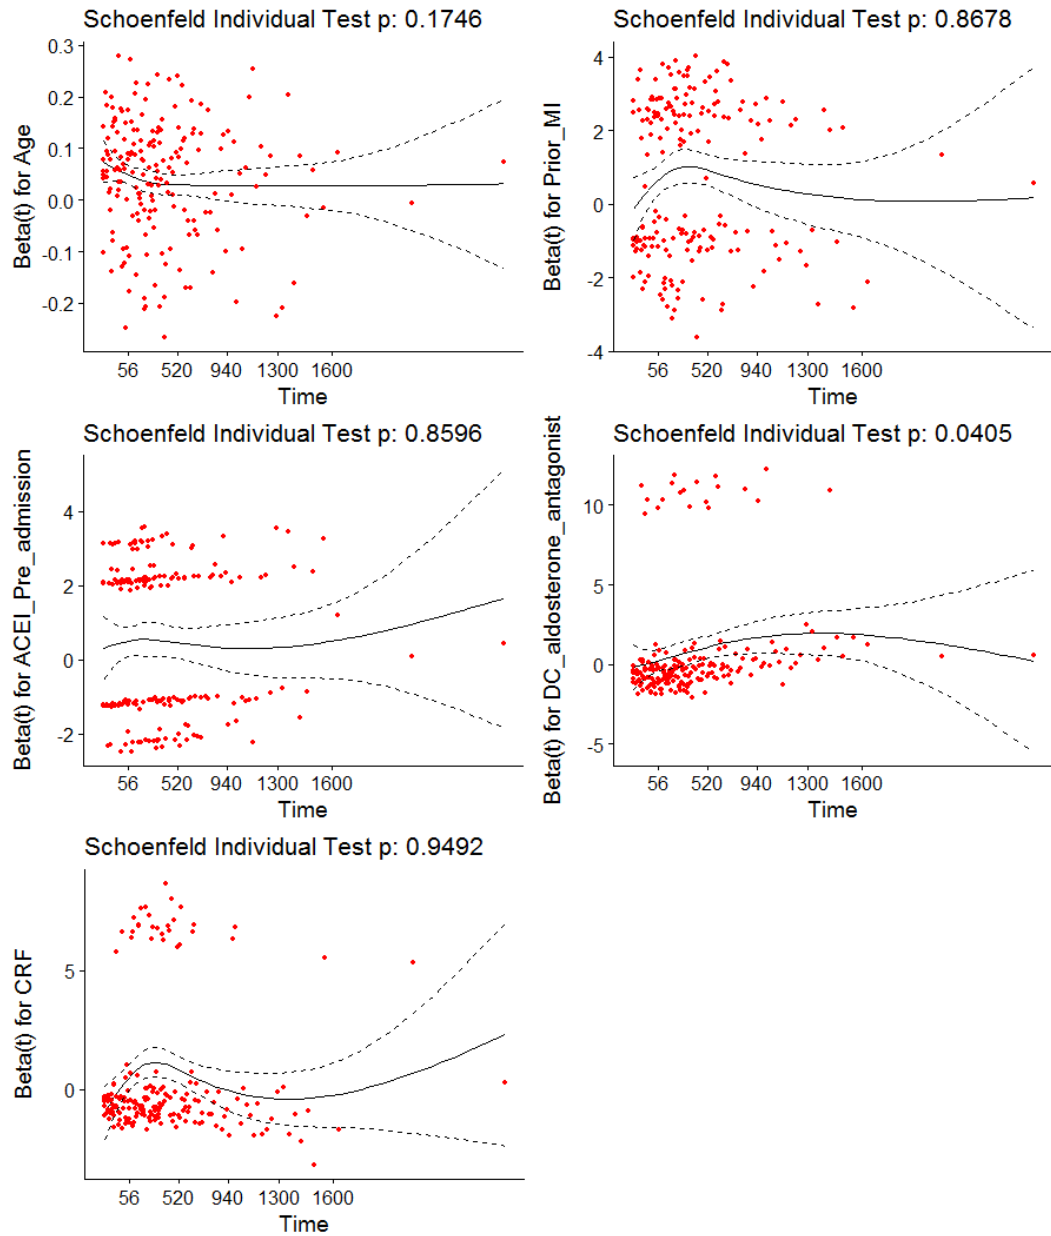 Schoenfeld Individual Test p: 0.1746
Beta(t) for Age
0.3
0.2
0.1
0.0
-0.1
-0.2
56 520 940 1300 1600
Time
Schoenfeld Individual Test p: 0.8678
Beta(t) for Prior_MI
4
2
0
-2
-4
56 520 940 1300 1600
Time
Schoenfeld Individual Test p: 0.8596
Beta(t) for ACEI_Pre_admission
4
2
0
-2
56 520 940 1300 1600
Time
Schoenfeld Individual Test p: 0.0405
Beta(t) for DC_aldosterone_antagonist
10
5
0
-5
56 520 940 1300 1600
Time
Schoenfeld Individual Test p: 0.9492
Beta(t) for CRF
5
0
56 520 940 1300 1600
Time